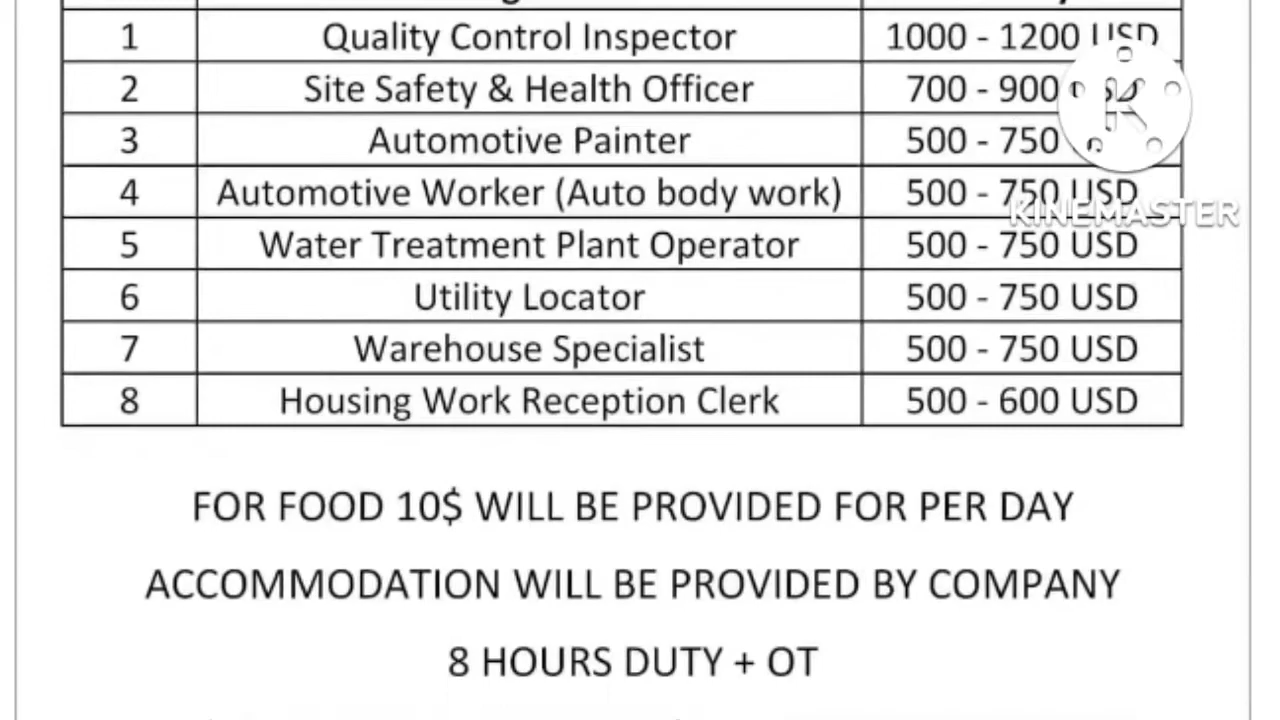 1 Quality Control Inspector 1000 - 1200 USD
2 Site Safety & Health Officer 700 - 900
3 Automotive Painter 500 - 750
4 Automotive Worker (Auto body work) 500 - 750 USD
5 Water Treatment Plant Operator 500 - 750 USD
6 Utility Locator 500 - 750 USD
7 Warehouse Specialist 500 - 750 USD
8 Housing Work Reception Clerk 500 - 600 USD
KINEMASTER
FOR FOOD 10$ WILL BE PROVIDED FOR PER DAY
ACCOMMODATION WILL BE PROVIDED BY COMPANY
8 HOURS DUTY + OT